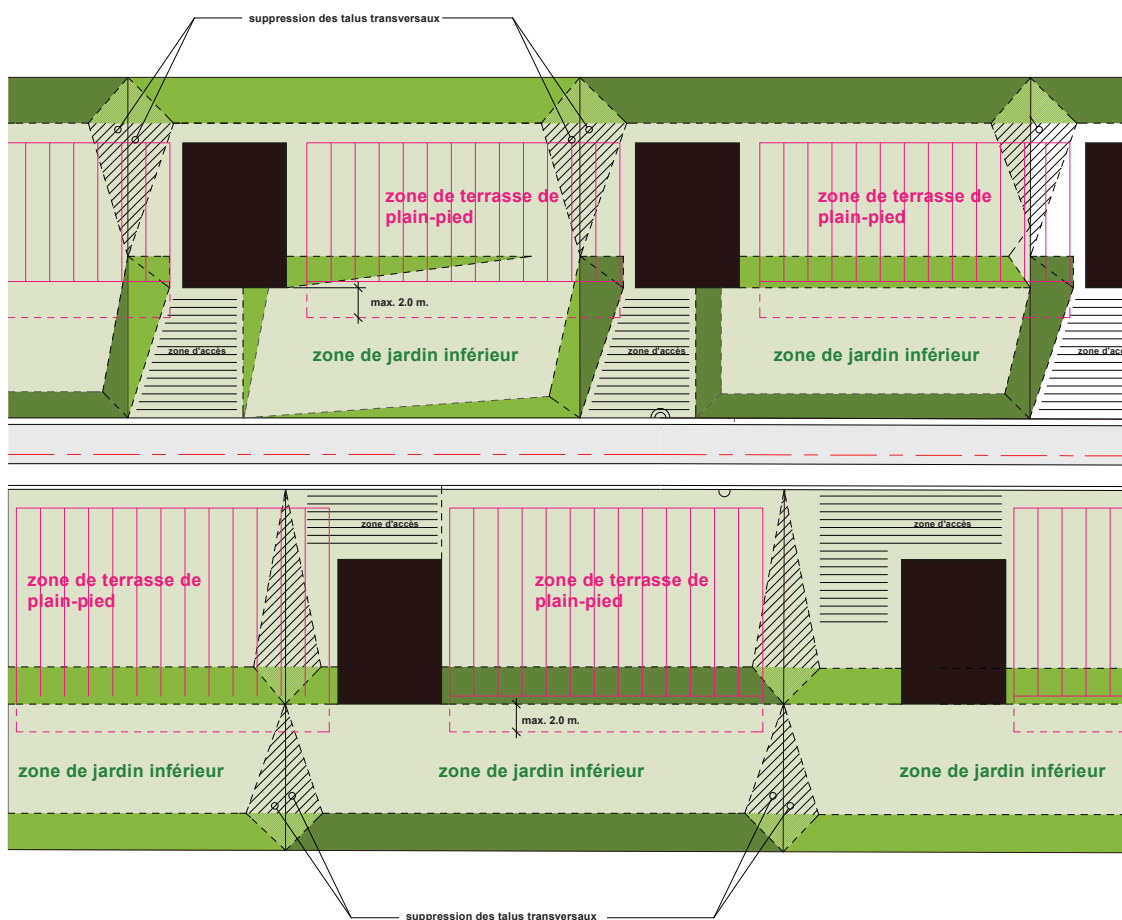 suppression des talus transversaux
zone de terrasse de
plain-pied
zone de terrasse de
plain-pied
max. 2.0 m.
zone d'accès
zone de jardin inférieur
zone d'accès
zone de jardin inférieur
zone d'acc
zone d'accès
zone d'accès
zone de terrasse de
plain-pied
zone de terrasse de
plain-pied
max. 2.0 m.
zone de jardin inférieur
zone de jardin inférieur
zone de jardin inférieur
suppression des talus transversaux